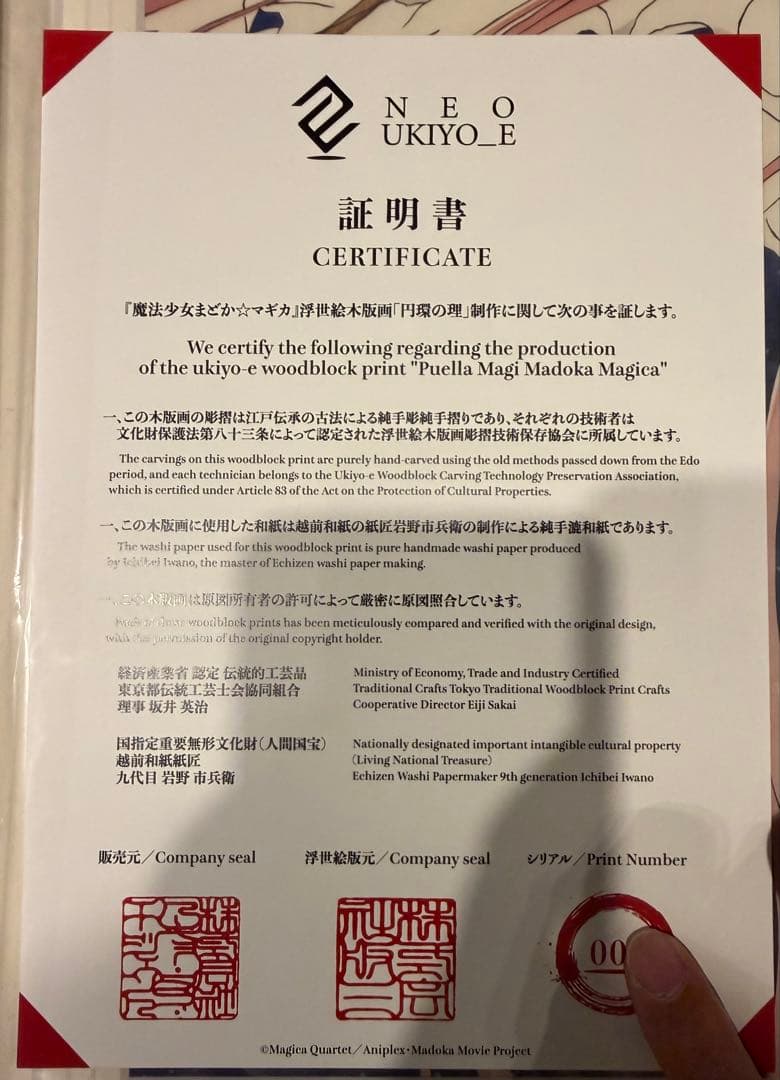 NEO
UKIYO_E
証明書
CERTIFICATE
『魔法少女まどか☆マギカ』浮世絵木版画「円環の理」制作に関して次の事を証します。
We certify the following regarding the production
of the ukiyo-e woodblock print "Puella Magi Madoka Magica"
一、この木版画の彫摺は江戸伝承の古法による純手彫純手摺りであり、それぞれの技術者は
文化財保護法第八十三条によって認定された浮世絵木版画彫摺技術保存協会に所属しています。
The carvings on this woodblock print are purely hand-carved using the old methods passed down from the Edo
period, and each technician belongs to the Ukiyo-e Woodblock Carving Technology Preservation Association,
which is certified under Article 83 of the Act on the Protection of Cultural Properties.
一、この木版画に使用した和紙は越前和紙の紙匠岩野市兵衛の制作による純手漉和紙であります。
The washi paper used for this woodblock print is pure handmade washi paper produced
by Ichibei Iwano, the master of Echizen washi paper making.
一、この木版画は原図所有者の許可によって厳密に原図照合しています。
these woodblock prints has been meticulously compared and verified with the original design,
with the permission of the original copyright holder.
経済産業省 認定 伝統的工芸品
東京都伝統工芸士会協同組合
理事 坂井 英治
Ministry of Economy, Trade and Industry Certified
Traditional Crafts Tokyo Traditional Woodblock Print Crafts
Cooperative Director Eiji Sakai
国指定重要無形文化財（人間国宝）
越前和紙紙匠
九代目 岩野 市兵衛
Nationally designated important intangible cultural property
(Living National Treasure)
Echizen Washi Papermaker 9th generation Ichibei Iwano
販売元／Company seal
浮世絵版元／Company seal
シリアル／Print Number
00
©Magica Quartet／Aniplex・Madoka Movie Project